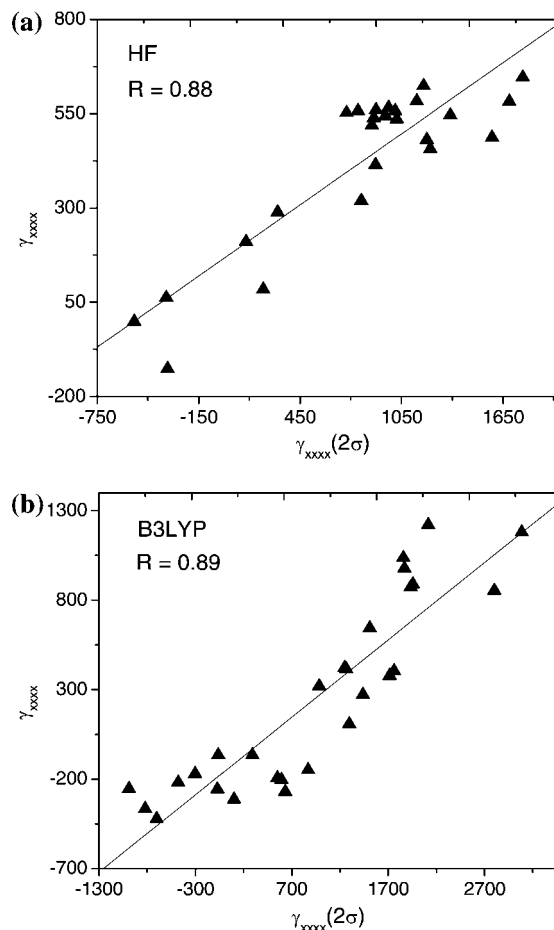 (a)
HF
R = 0.88
800
550
300
50
-200
γxxxx
-750
-150
450
1050
1650
γxxxx(2σ)
(b)
B3LYP
R = 0.89
1300
800
300
-200
-700
γxxxx
-1300
-300
700
1700
2700
γxxxx(2σ)